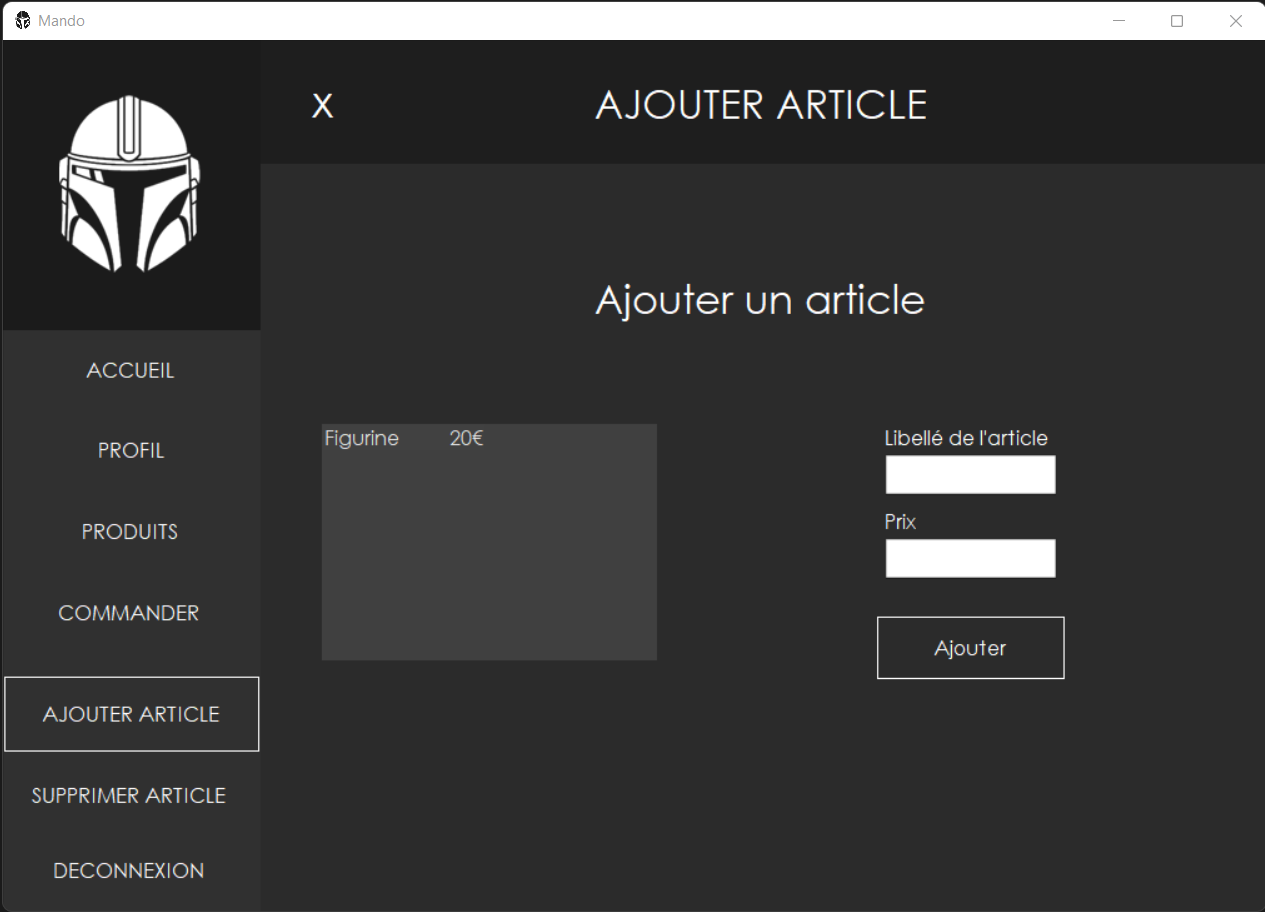 Mando
X
AJOUTER ARTICLE
Ajouter un article
ACCUEIL
PROFIL
PRODUITS
COMMANDER
AJOUTER ARTICLE
SUPPRIMER ARTICLE
DECONNEXION
Figurine 20€
Libellé de l'article
Prix
Ajouter